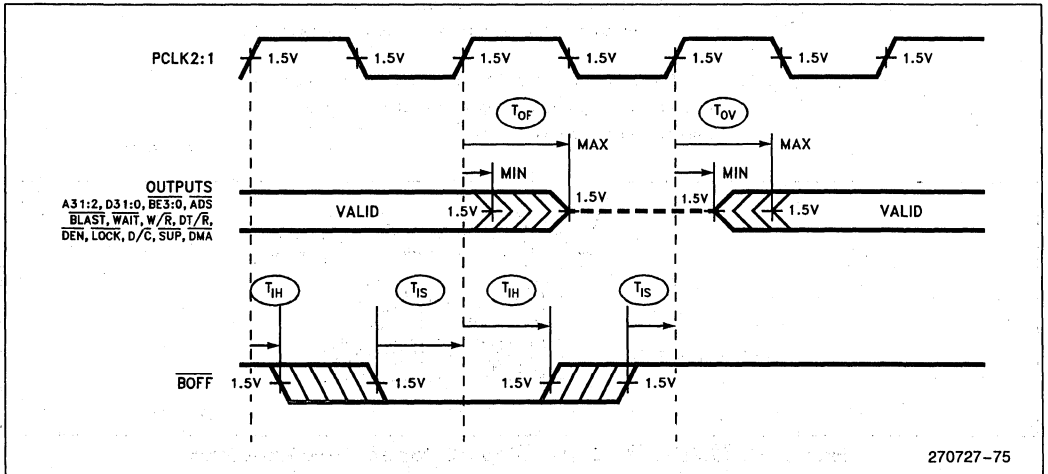 PCLK2:1 1.5V 1.5V 1.5V 1.5V 1.5V 1.5V 1.5V
TOF TOV
MAX MAX
MIN MIN
OUTPUTS
A31:2, D31:0, BE3:0, ADS
BLAST, WAIT, W/R, DT/R,
DEN, LOCK, D/C, SUP, DMA
VALID 1.5V 1.5V 1.5V 1.5V VALID
TIH TIS TIH TIS
BOFF 1.5V 1.5V 1.5V 1.5V
270727-75